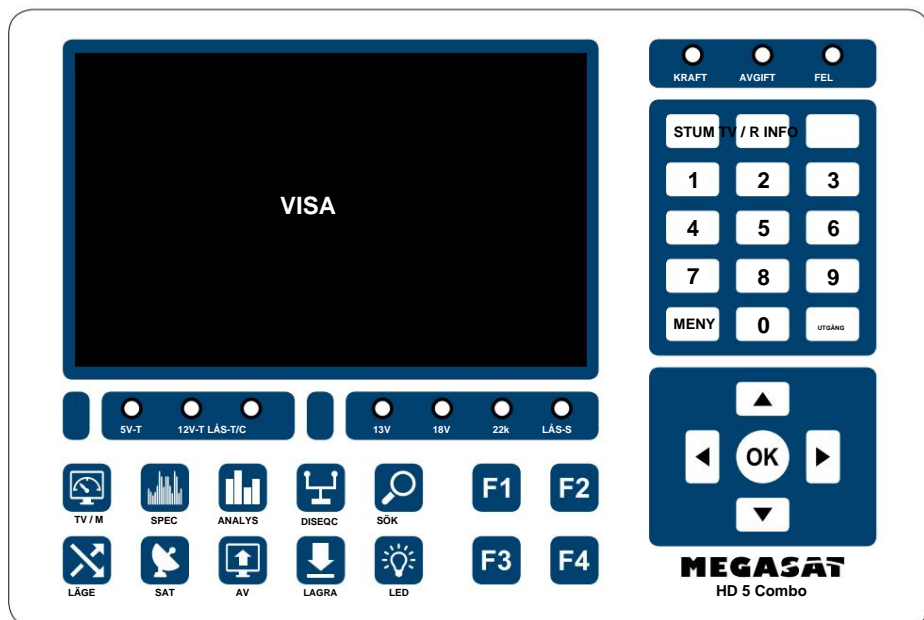 VISA
KRAFT AVGIFT FEL
STUM TV / R INFO
1 2 3
4 5 6
7 8 9
MENY 0 UTGÅNG
5V-T 12V-T LÅS-T/C
13V 18V 22k LÅS-S
OK
F1 F2
TV / M SPEC ANALYS DISEQC SÖK
F3 F4
LÄGE SAT AV LAGRA LED
MEGASAT
HD 5 Combo